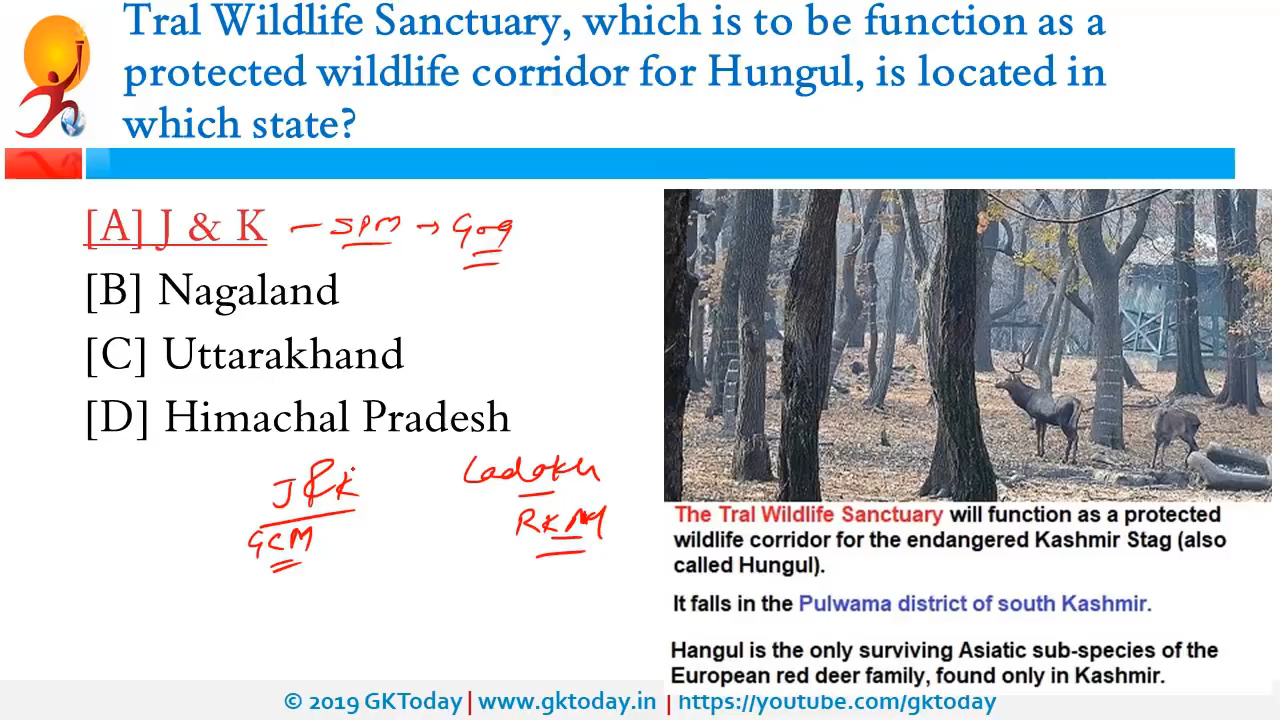 Tral Wildlife Sanctuary, which is to be function as a
protected wildlife corridor for Hungul, is located in
which state?
[A] J & K – SPM → Gog
[B] Nagaland
[C] Uttarakhand
[D] Himachal Pradesh
J & K
GCM
Ladakh
RKM
The Tral Wildlife Sanctuary will function as a protected
wildlife corridor for the endangered Kashmir Stag (also
called Hungul).
It falls in the Pulwama district of south Kashmir.
Hangul is the only surviving Asiatic sub-species of the
European red deer family, found only in Kashmir.
© 2019 GKToday | www.gktoday.in | https://youtube.com/gktoday